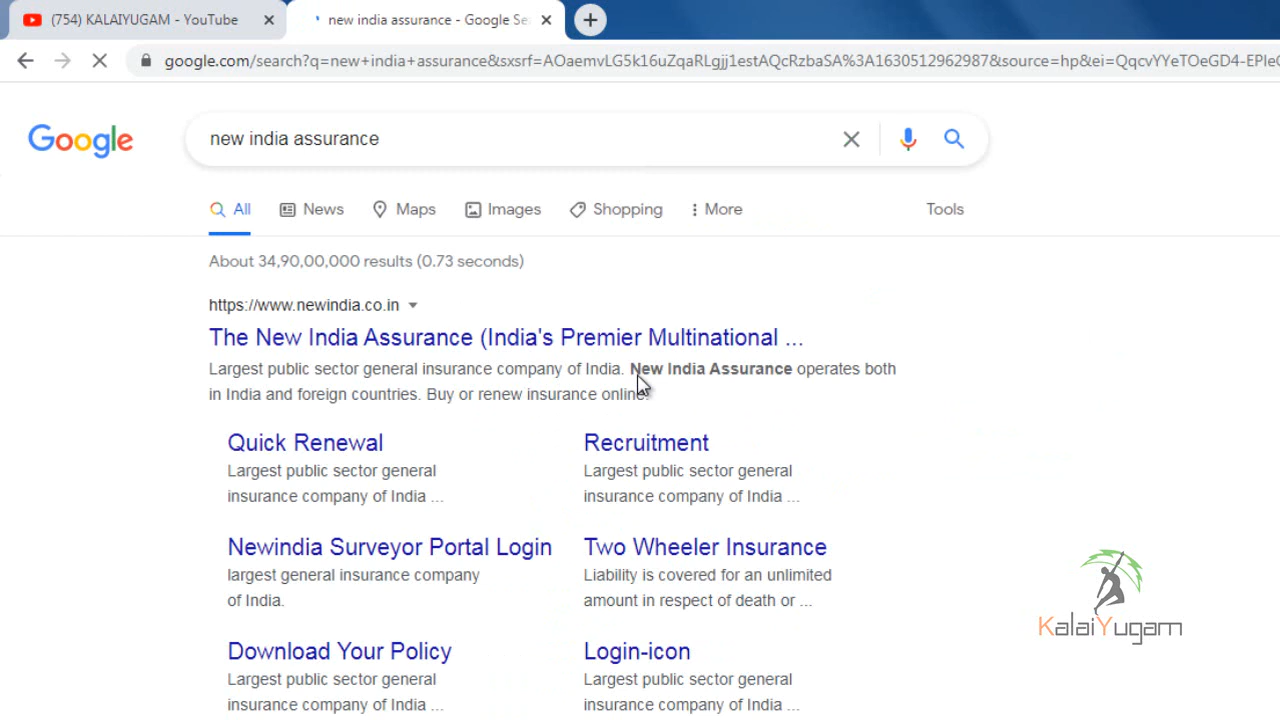 (754) KALAIYUGAM - YouTube
new india assurance - Google Se
google.com/search?q=new+india+assurance&sxsrf=AOaemvLG5k16uZqaRLgjj1estAQcRzbaSA%3A1630512962987&source=hp&ei=QqcvYYeTOeGD4-EPleC
Google
new india assurance
All News Maps Images Shopping More Tools
About 34,90,00,000 results (0.73 seconds)
https://www.newindia.co.in
The New India Assurance (India's Premier Multinational ...
Largest public sector general insurance company of India. New India Assurance operates both
in India and foreign countries. Buy or renew insurance online.
Quick Renewal
Largest public sector general
insurance company of India ...
Recruitment
Largest public sector general
insurance company of India ...
Newindia Surveyor Portal Login
largest general insurance company
of India.
Two Wheeler Insurance
Liability is covered for an unlimited
amount in respect of death or ...
Download Your Policy
Largest public sector general
insurance company of India ...
Login-icon
Largest public sector general
insurance company of India ...
KalaiYugam